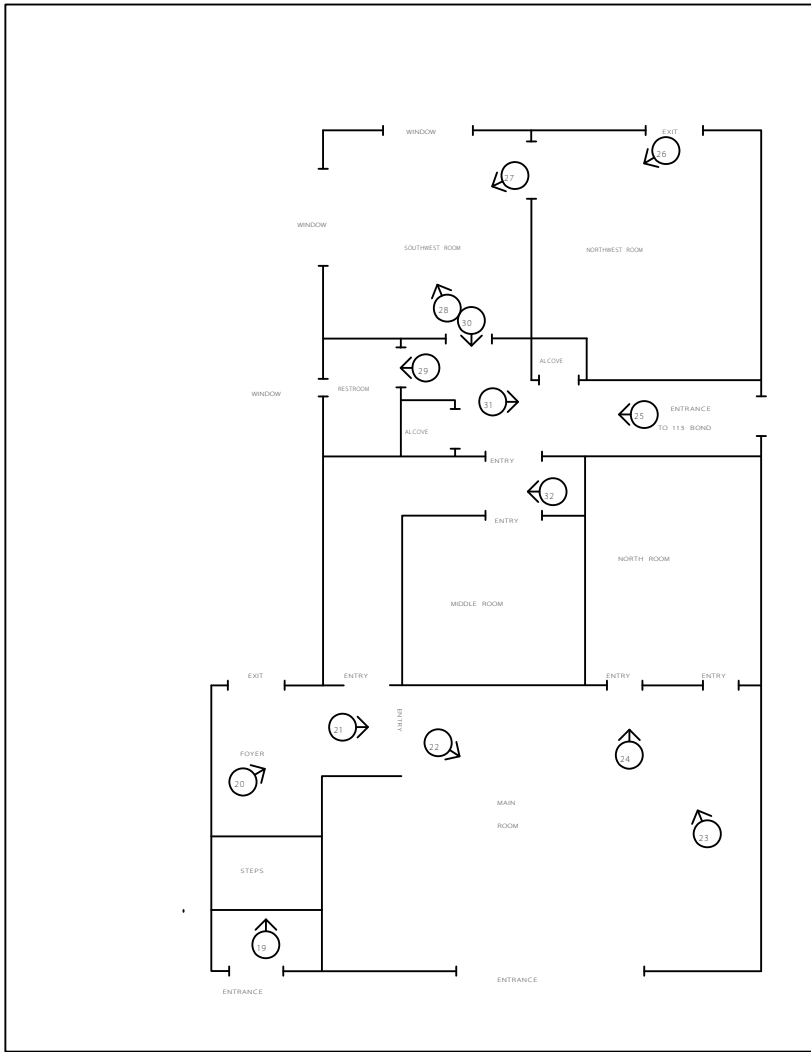 WINDOW
EXIT
26
27
WINDOW
SOUTHWEST ROOM
NORTHWEST ROOM
28
30
ALCOVE
29
RESTROOM
WINDOW
31
25
ENTRANCE
TO 113 BOND
ALCOVE
ENTRY
32
ENTRY
NORTH ROOM
MIDDLE ROOM
EXIT
ENTRY
ENTRY
ENTRY
ENTRY
21
22
FOYER
24
20
MAIN
ROOM
23
STEPS
19
ENTRANCE
ENTRANCE